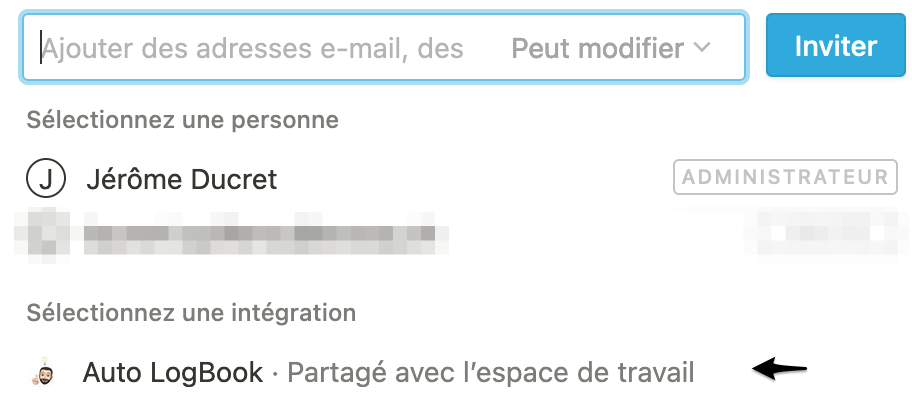 Ajouter des adresses e-mail, des Peut modifier Inviter
Sélectionnez une personne
J Jérôme Ducret ADMINISTRATEUR
Sélectionnez une intégration
Auto LogBook · Partagé avec l’espace de travail